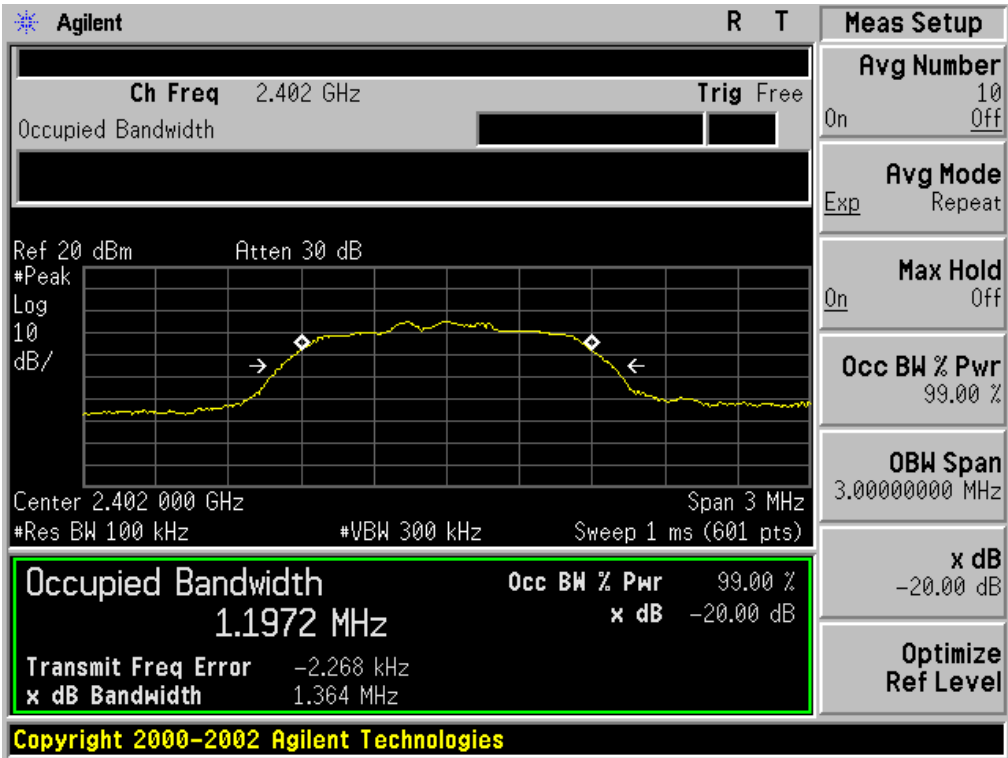 Agilent R T
Ch Freq 2.402 GHz Trig Free
Occupied Bandwidth
Ref 20 dBm Atten 30 dB
#Peak
Log
10
dB/
Center 2.402 000 GHz Span 3 MHz
#Res BW 100 kHz #VBW 300 kHz Sweep 1 ms (601 pts)
Occupied Bandwidth Occ BW % Pwr 99.00 %
1.1972 MHz x dB -20.00 dB
Transmit Freq Error -2.268 kHz
x dB Bandwidth 1.364 MHz
Copyright 2000-2002 Agilent Technologies
Meas Setup
Avg Number
10
On Off
Avg Mode
Exp Repeat
Max Hold
On Off
Occ BW % Pwr
99.00 %
OBW Span
3.00000000 MHz
x dB
-20.00 dB
Optimize
Ref Level